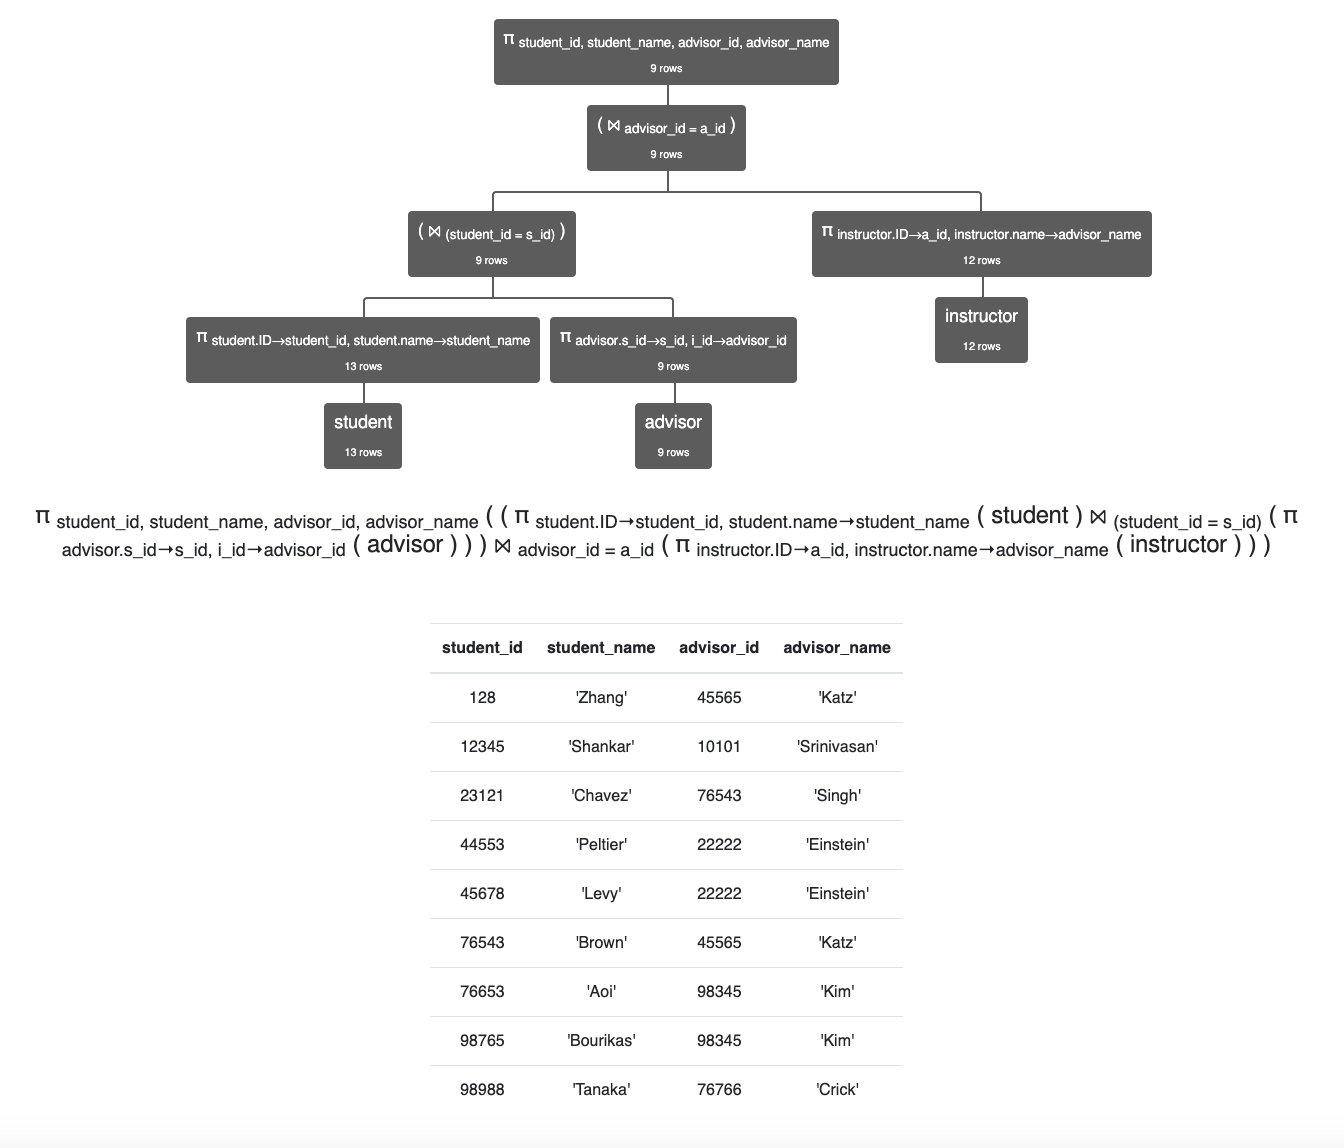 π student_id, student_name, advisor_id, advisor_name
9 rows
( ⋈ advisor_id = a_id )
9 rows
( ⋈ (student_id = s_id) )
9 rows
π instructor.ID→a_id, instructor.name→advisor_name
12 rows
π student.ID→student_id, student.name→student_name
13 rows
π advisor.s_id→s_id, i_id→advisor_id
9 rows
instructor
12 rows
student
13 rows
advisor
9 rows
π student_id, student_name, advisor_id, advisor_name ( ( π student.ID→student_id, student.name→student_name ( student ) ⋈ (student_id = s_id) ( π
advisor.s_id→s_id, i_id→advisor_id ( advisor ) ) ) ⋈ advisor_id = a_id ( π instructor.ID→a_id, instructor.name→advisor_name ( instructor ) ) )
student_id student_name advisor_id advisor_name
128 'Zhang' 45565 'Katz'
12345 'Shankar' 10101 'Srinivasan'
23121 'Chavez' 76543 'Singh'
44553 'Peltier' 22222 'Einstein'
45678 'Levy' 22222 'Einstein'
76543 'Brown' 45565 'Katz'
76653 'Aoi' 98345 'Kim'
98765 'Bourikas' 98345 'Kim'
98988 'Tanaka' 76766 'Crick'